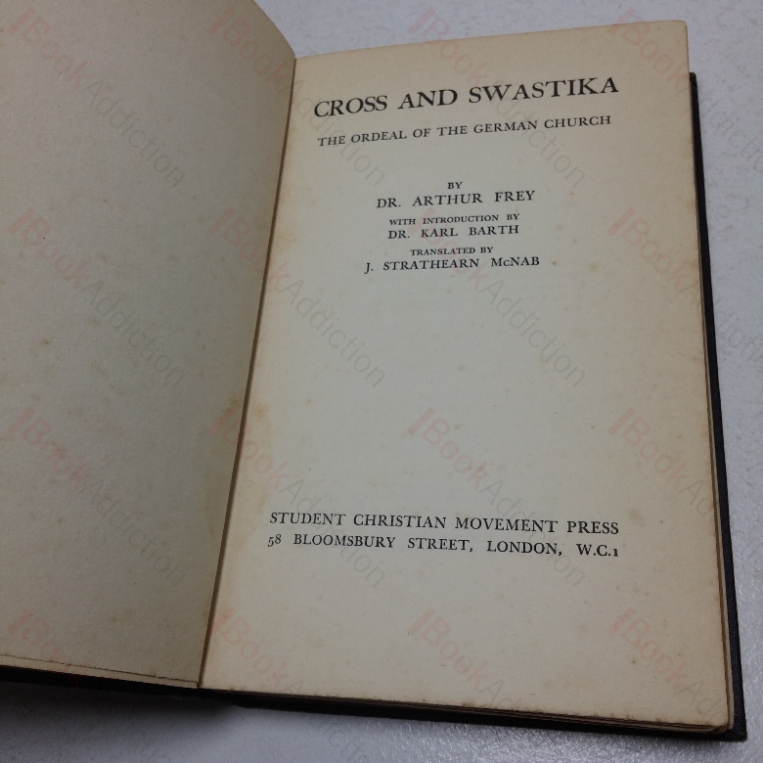 CROSS AND SWASTIKA
THE ORDEAL OF THE GERMAN CHURCH
BY
DR. ARTHUR FREY
WITH INTRODUCTION BY
DR. KARL BARTH
TRANSLATED BY
J. STRATHEARN McNAB
STUDENT CHRISTIAN MOVEMENT PRESS
58 BLOOMSBURY STREET, LONDON, W.C.1
BookAddiction